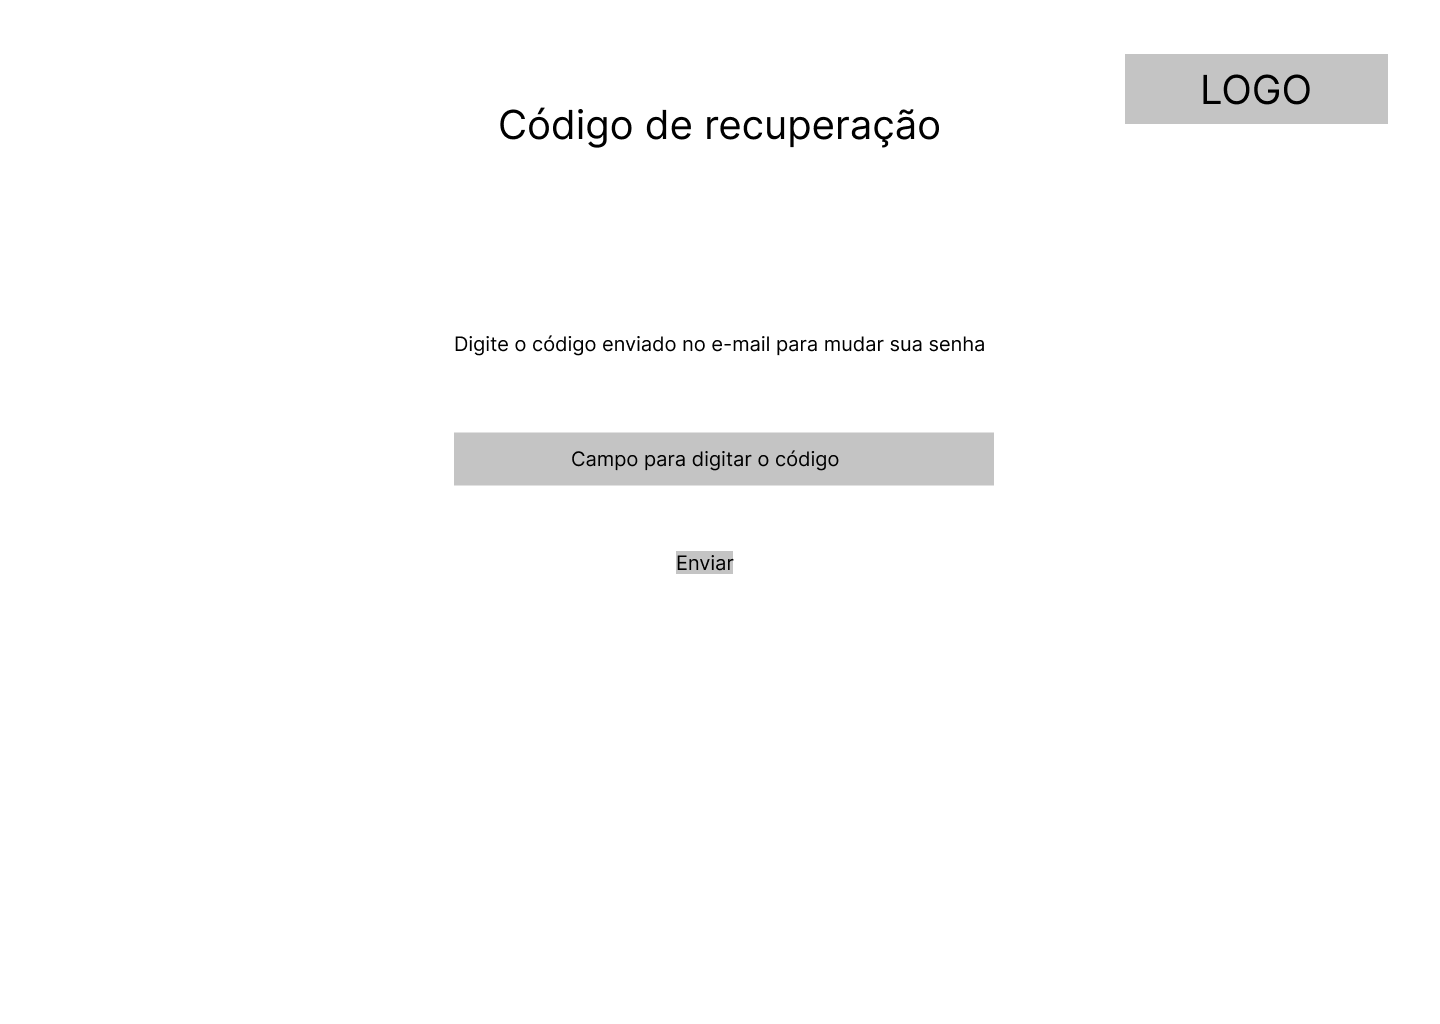 LOGO
Código de recuperação
Digite o código enviado no e-mail para mudar sua senha
Campo para digitar o código
Enviar